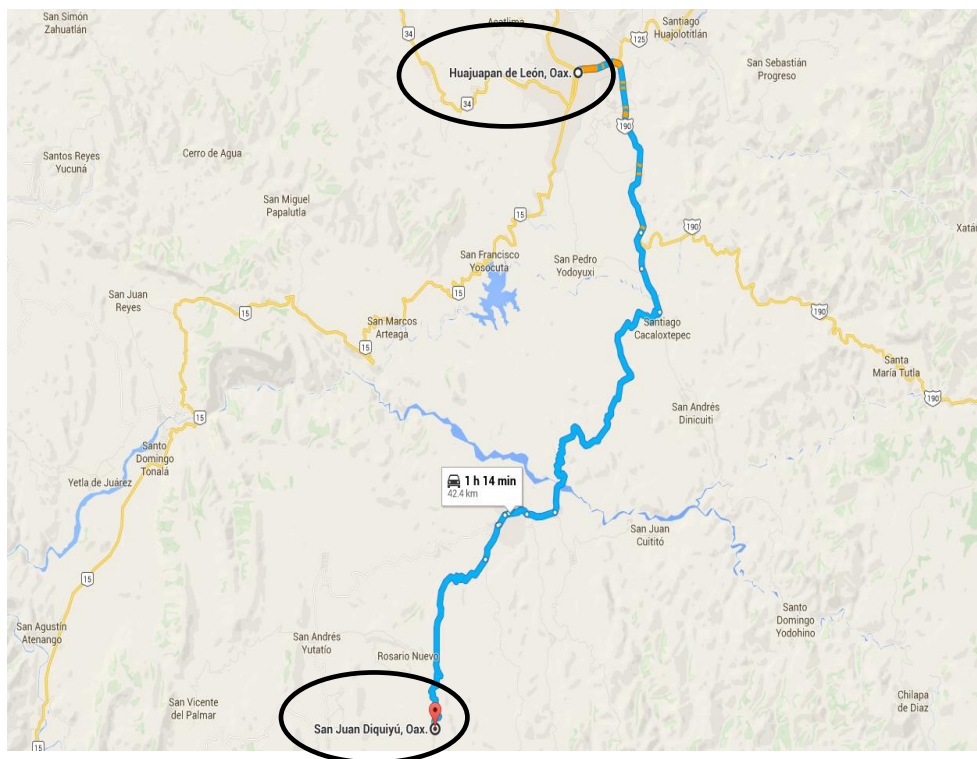 San Simón
Zahuatlán
Santiago
Huajolotitlán
34
125
San Sebastián
Progreso
Huajuapan de León, Oax.
34
190
Santos Reyes
Yucuná
Cerro de Agua
San Miguel
Papalutla
15
190
San Francisco
Yosocuta
San Pedro
Yodoyuxi
San Juan
Reyes
15
15
190
San Marcos
Arteaga
Santiago
Cacaloxtepec
15
Santa
María Tutla
190
San Andrés
Dinicuiti
15
Santo
Domingo
Tonalá
Yetla de Juárez
1 h 14 min
42.4 km
San Juan
Cuititó
15
San Agustín
Atenango
San Andrés
Yutatío
Santo
Domingo
Yodohino
Rosario Nuevo
San Vicente
del Palmar
Chilapa
de Diaz
San Juan Diquiyú, Oax.
15